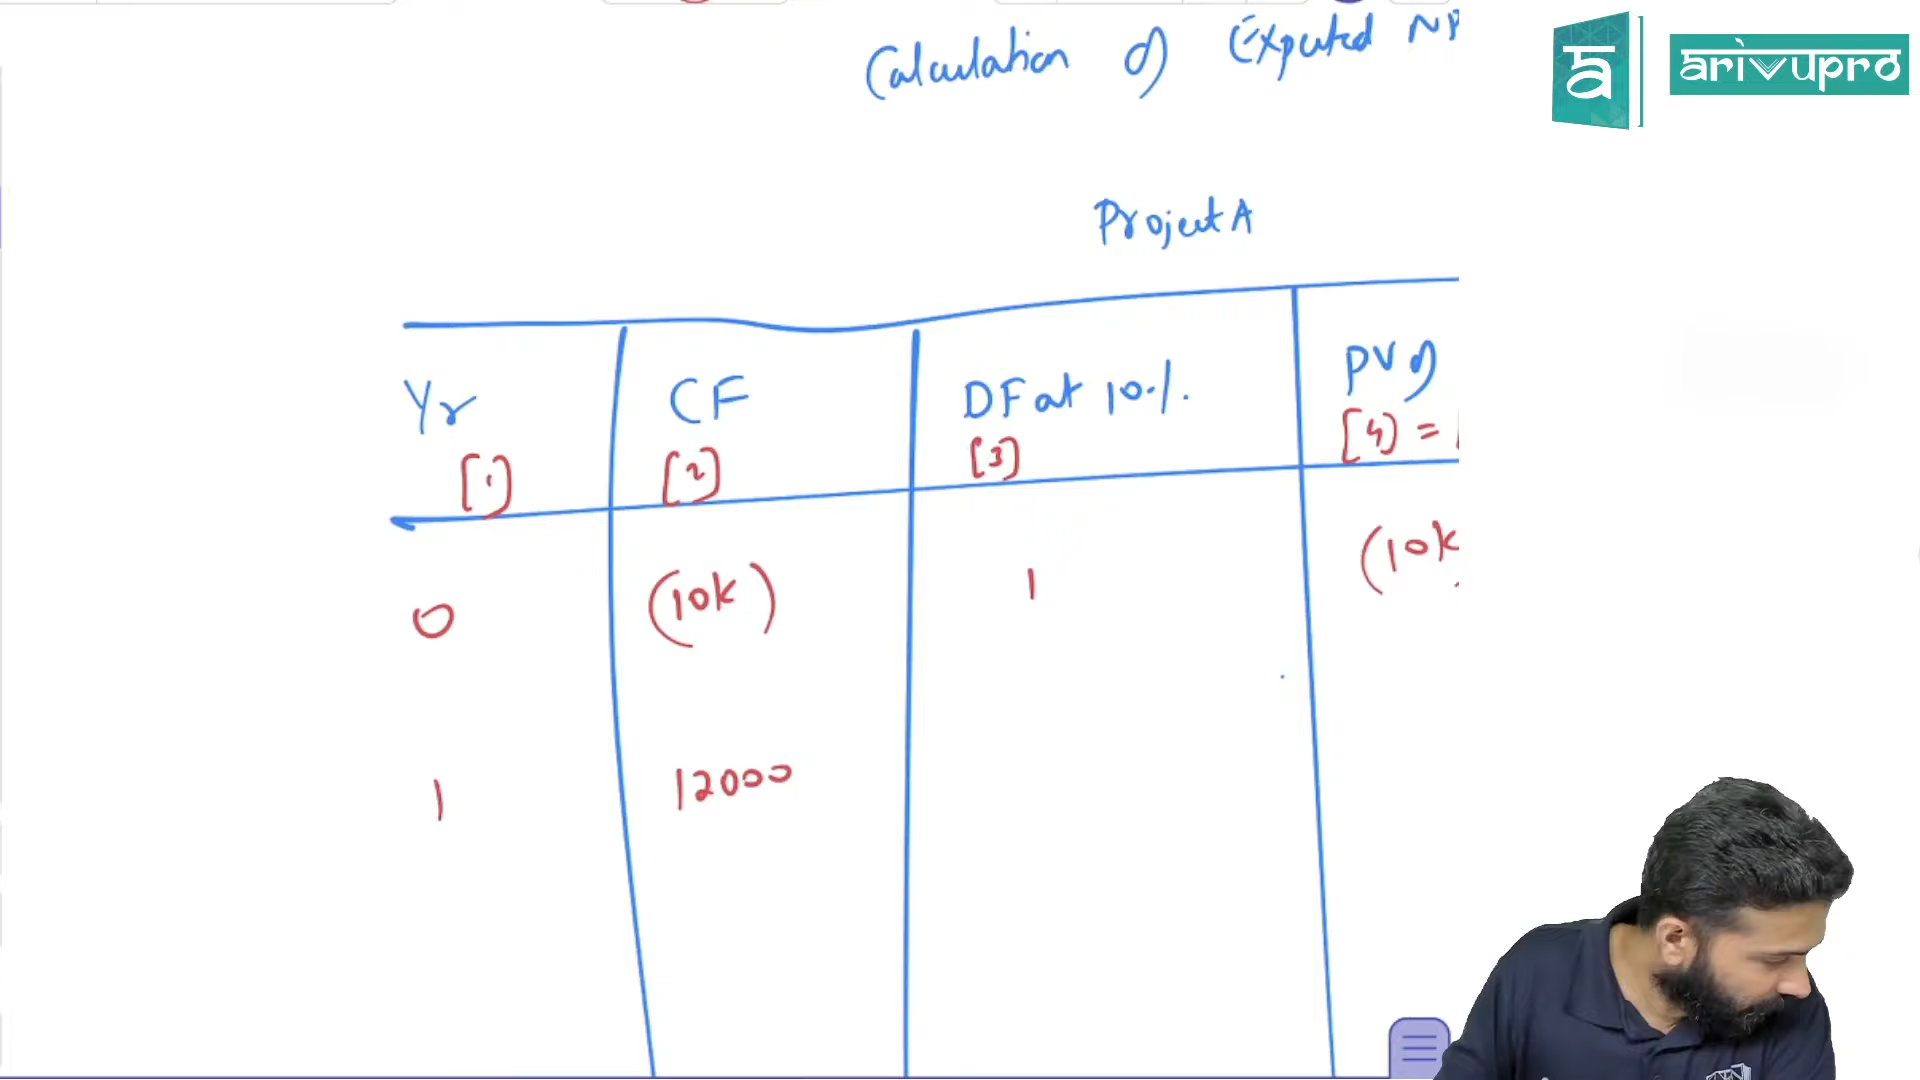 Calculation of Expected NP
ā arivupro
Project A
Yr CF DF at 10% PV of
[1] [2] [3] [4] =
0 (10k) 1 (10k
1 12000